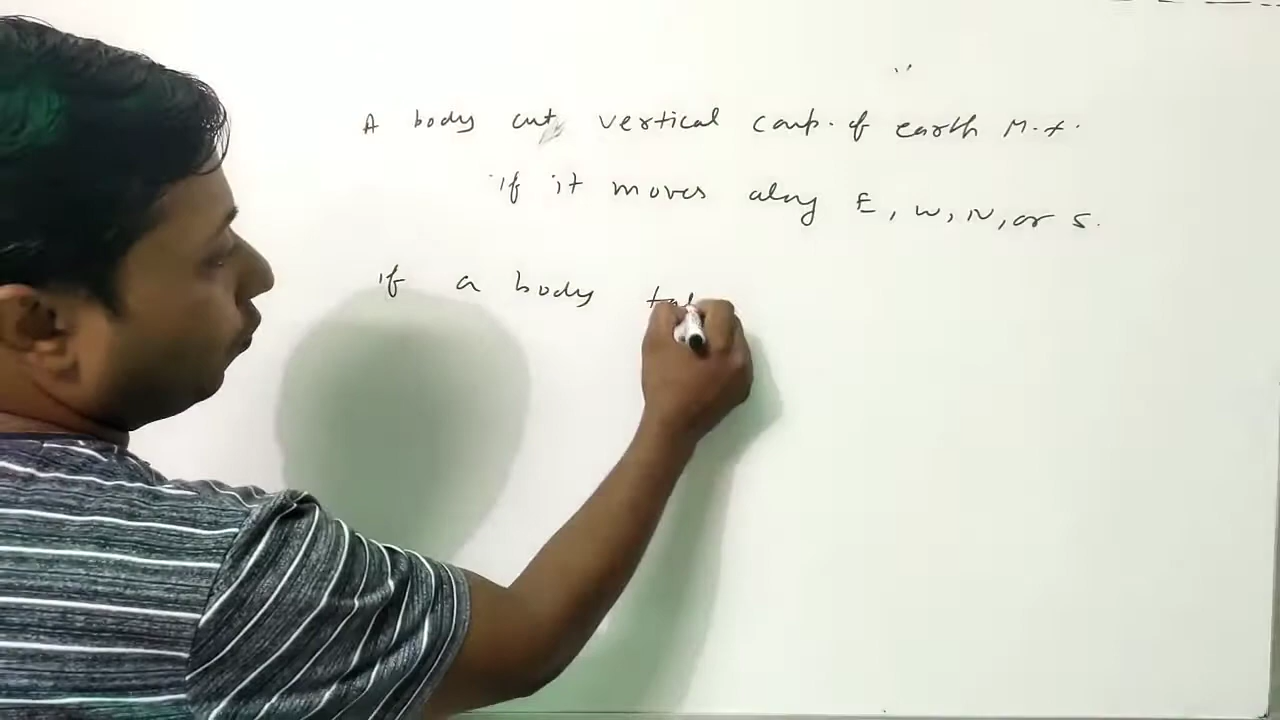 A body cut vertical comp. of earth M.f.
if it moves along E, W, N, or S.
if a body